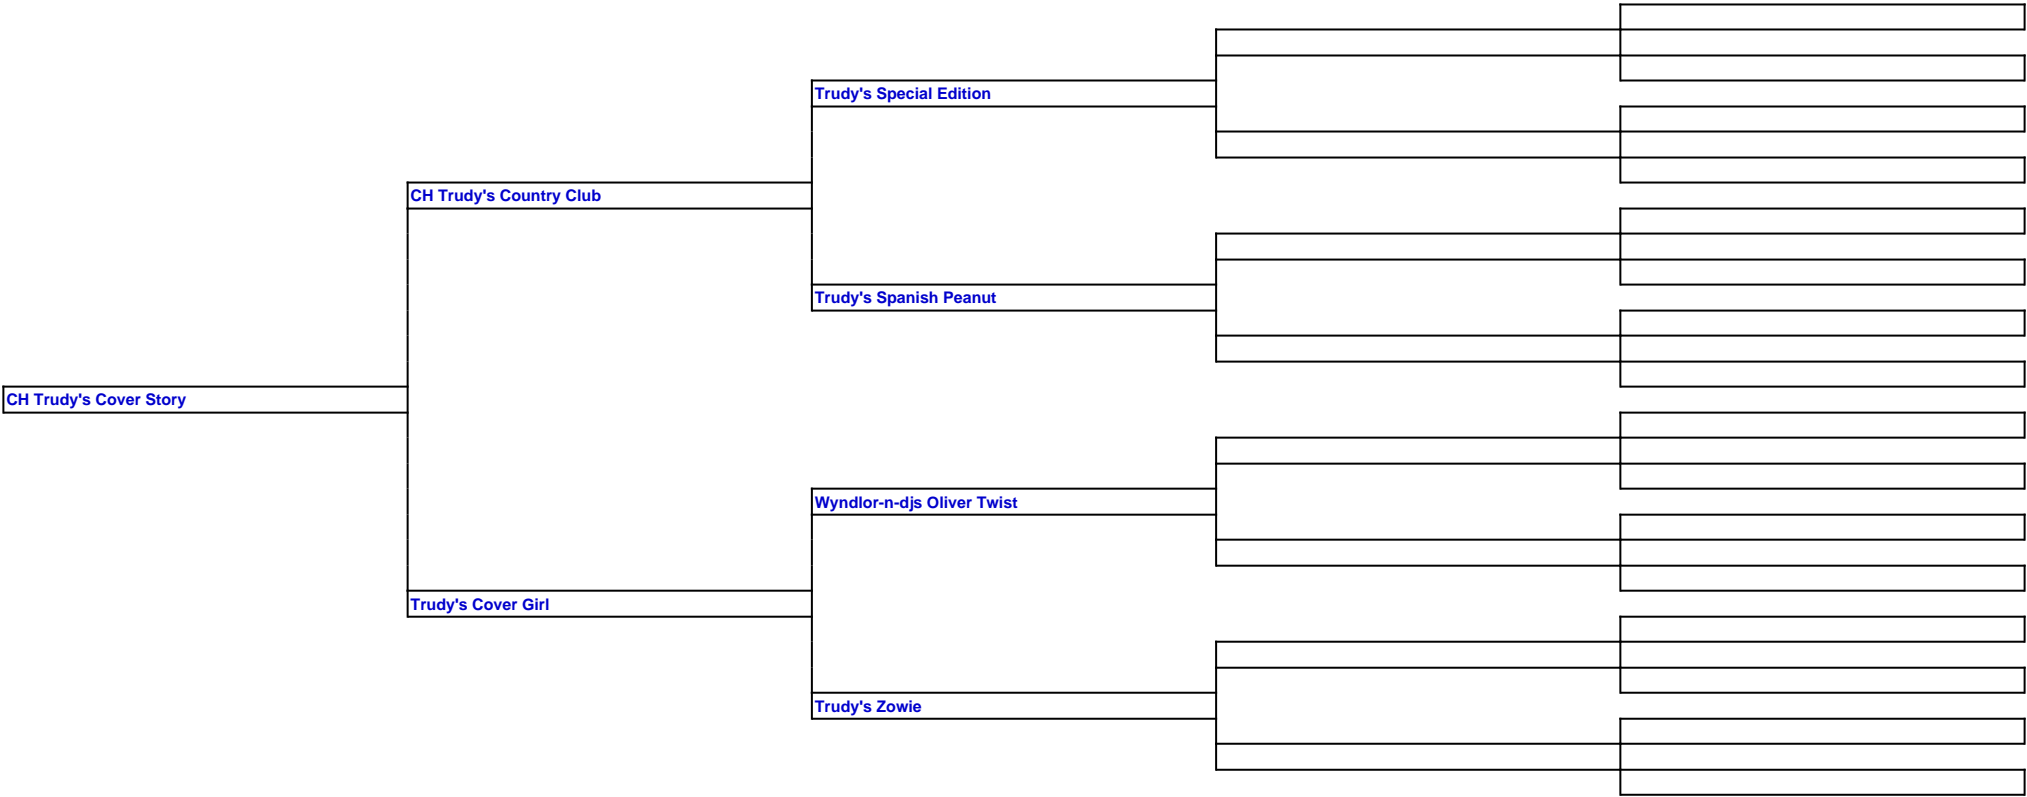 Trudy's Special Edition
CH Trudy's Country Club
Trudy's Spanish Peanut
CH Trudy's Cover Story
Wyndlor-n-djs Oliver Twist
Trudy's Cover Girl
Trudy's Zowie